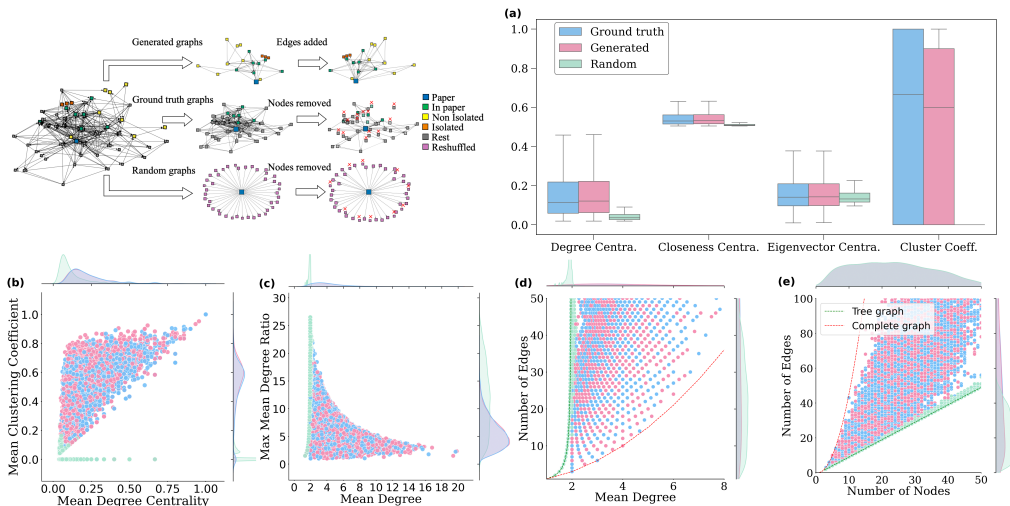 Generated graphs
Edges added
Ground truth graphs
Nodes removed
Random graphs
Nodes removed
Paper
In paper
Non Isolated
Isolated
Rest
Reshuffled
(a)
Ground truth
Generated
Random
1.0
0.8
0.6
0.4
0.2
0.0
Degree Centra.
Closeness Centra.
Eigenvector Centra.
Cluster Coeff.
(b)
Mean Clustering Coefficient
1.0
0.8
0.6
0.4
0.2
0.0
0.00
0.25
0.50
0.75
1.00
Mean Degree Centrality
(c)
Max Mean Degree Ratio
30
25
20
15
10
5
0
0 2 4 6 8 10 12 14 16 18 20
Mean Degree
(d)
Number of Edges
50
40
30
20
10
2 4 6 8
Mean Degree
(e)
Number of Edges
100
80
60
40
20
0
Tree graph
Complete graph
0 10 20 30 40 50
Number of Nodes